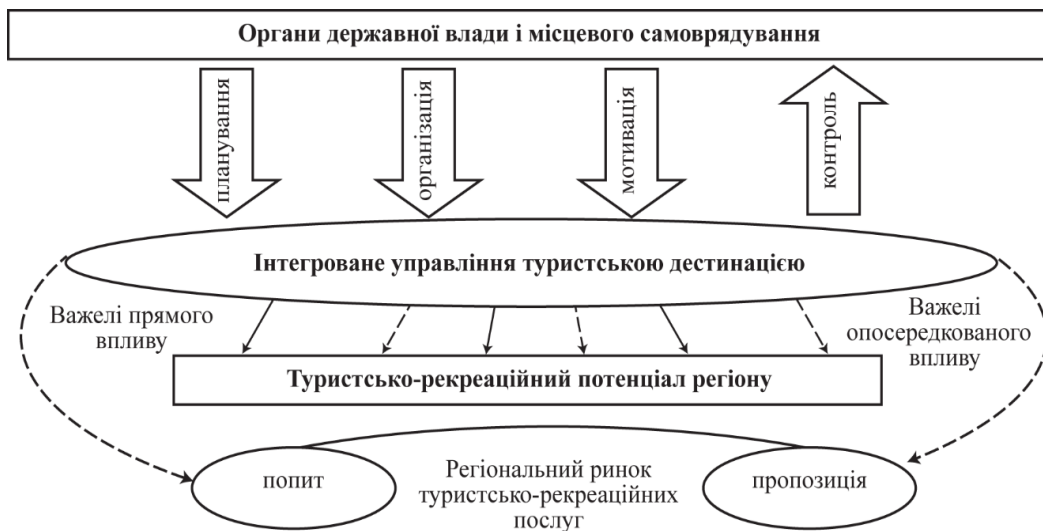 Органи державної влади і місцевого самоврядування
планування
організація
мотивація
контроль
Інтегроване управління туристською дестинацією
Важелі прямого
впливу
Важелі
опосередкованого
впливу
Туристсько-рекреаційний потенціал регіону
попит
Регіональний ринок
туристсько-рекреаційних
послуг
пропозиція